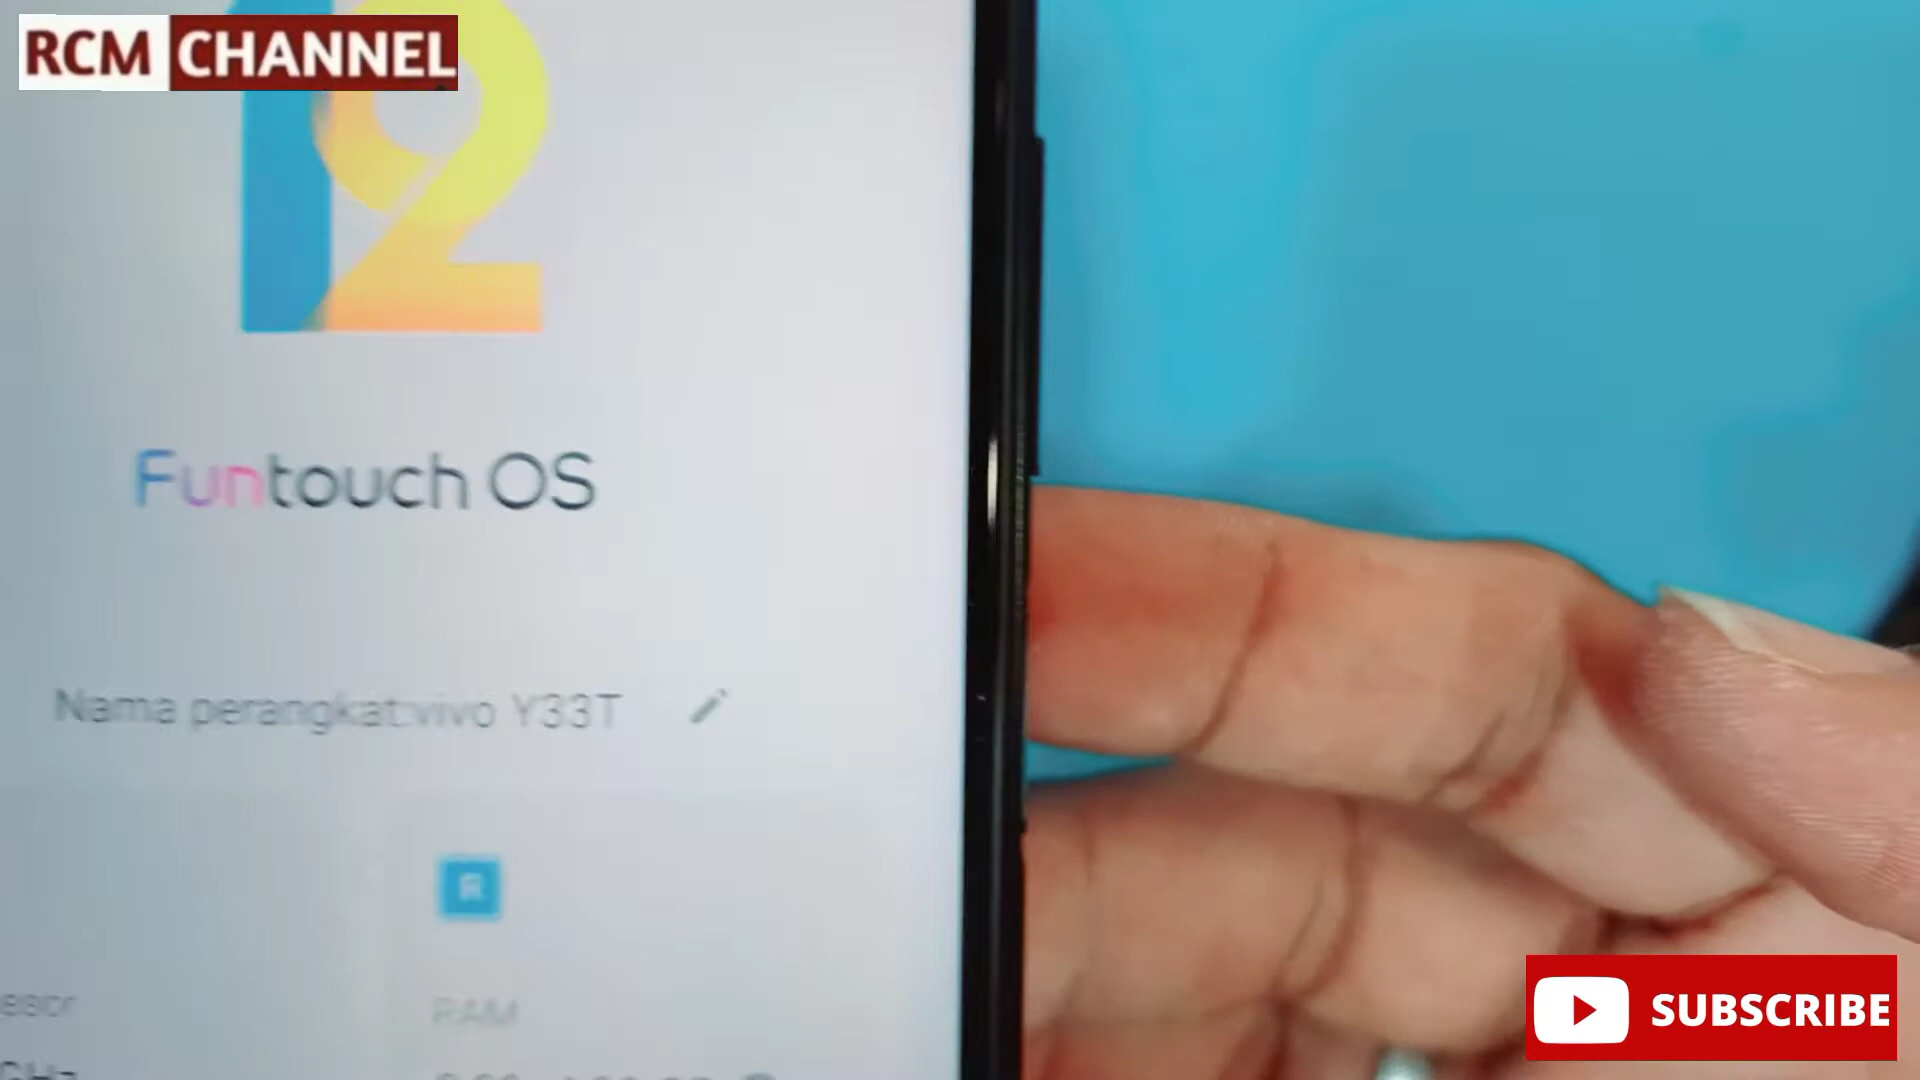 RCM CHANNEL
12
Funtouch OS
Nama perangkat:vivo Y33T
R
RAM
SUBSCRIBE